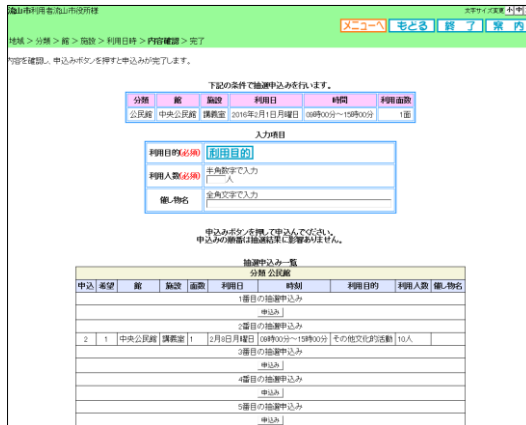 流山市利用者流山市役所様
文字サイズ変更 小 中
メニューへ もどる 終 了 案 内
地域 > 分類 > 館 > 施設 > 利用日時 > 内容確認 > 完了
内容を確認し、申込みボタンを押すと申込みが完了します。
下記の条件で抽選申込みを行います。
分類 館 施設 利用日 時間 利用面数
公民館 中央公民館 講義室 2016年2月1日月曜日 09時00分～15時00分 1面
入力項目
利用目的(必須) 利用目的
利用人数(必須) 半角数字で入力
人
催し物名 全角文字で入力
申込みボタンを押して申込んでください。
申込みの順番は抽選結果に影響ありません。
抽選申込み一覧
分類 公民館
申込 希望 館 施設 面数 利用日 時刻 利用目的 利用人数 催し物名
1番目の抽選申込み
申込み
2番目の抽選申込み
2 1 中央公民館 講義室 1 2月8日月曜日 09時00分～15時00分 その他文化的活動 10人
3番目の抽選申込み
申込み
4番目の抽選申込み
申込み
5番目の抽選申込み
申込み